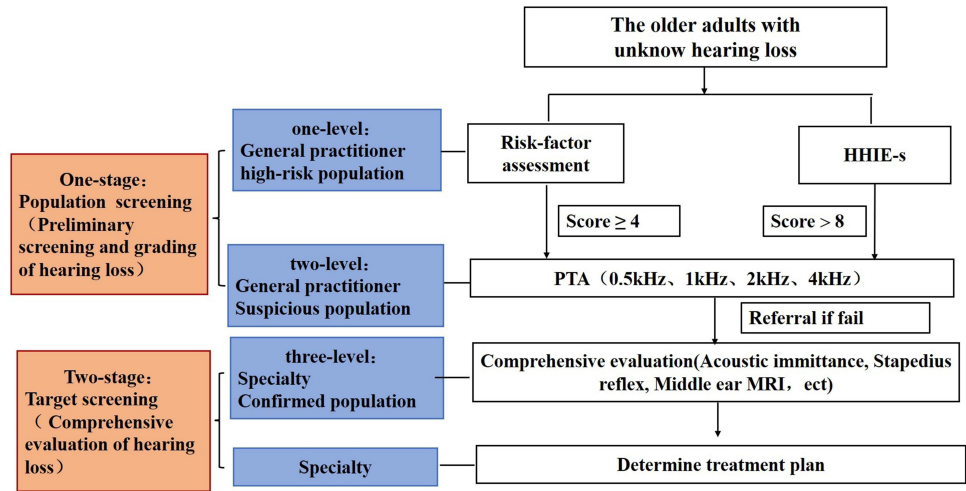 The older adults with
unknow hearing loss
one-level：
General practitioner
high-risk population
Risk-factor
assessment
HHIE-s
One-stage：
Population screening
（Preliminary
screening and grading
of hearing loss）
Score ≥ 4
Score > 8
two-level：
General practitioner
Suspicious population
PTA（0.5kHz、1kHz、2kHz、4kHz）
Referral if fail
three-level：
Specialty
Confirmed population
Comprehensive evaluation(Acoustic immittance, Stapedius
reflex, Middle ear MRI，ect)
Two-stage：
Target screening
（ Comprehensive
evaluation of hearing
loss）
Specialty
Determine treatment plan